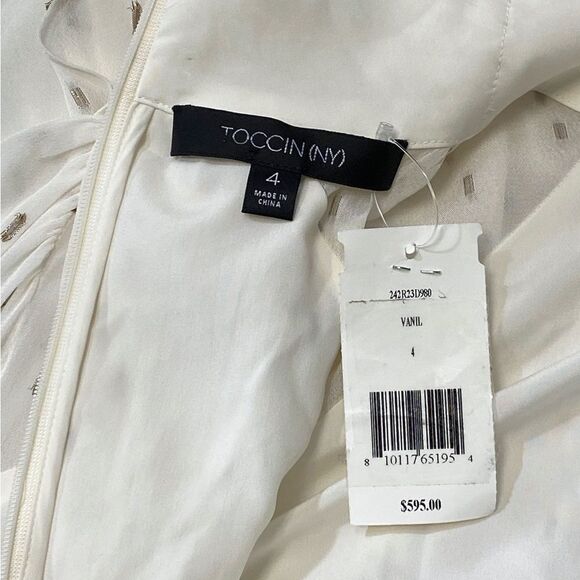 TOCCIN (NY)
4
MADE IN
CHINA
242R23D980
VANIL
4
8 10117 65195 4
$595.00